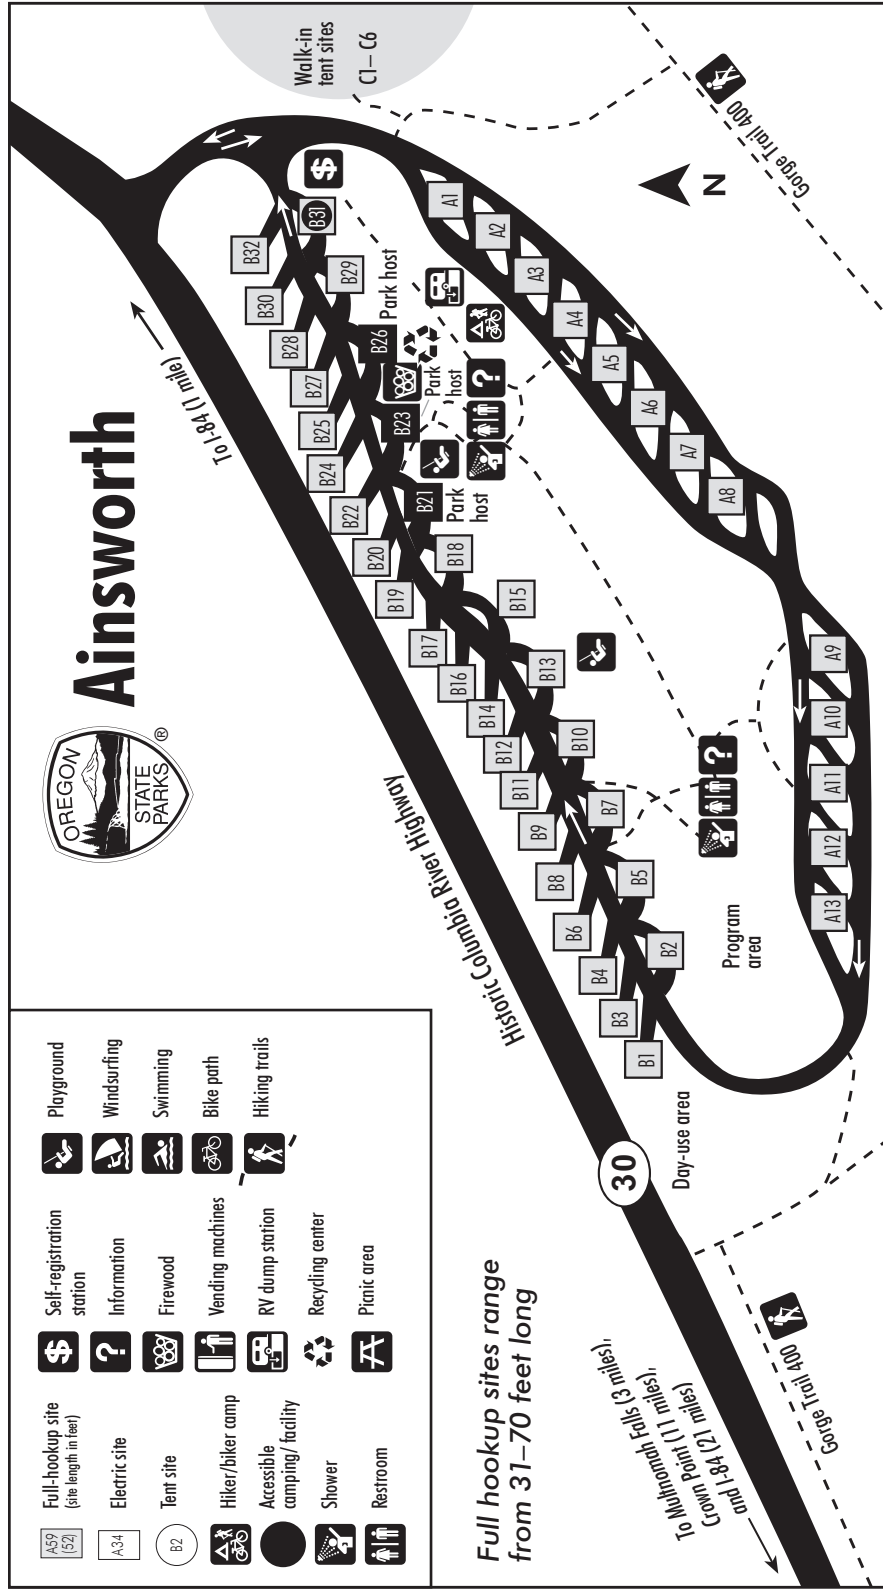 Ainsworth
OREGON
STATE
PARKS
®
A59
(52)
Full-hookup site
(site length in feet)
A34
Electric site
B2
Tent site
Hiker/biker camp
Accessible
camping/ facility
Shower
Restroom
$
Self-registration
station
?
Information
Firewood
Vending machines
RV dump station
Recycling center
Picnic area
Playground
Windsurfing
Swimming
Bike path
Hiking trails
Full hookup sites range
from 31–70 feet long
To Multnomah Falls (3 miles),
Crown Point (11 miles),
and I-84 (21 miles)
Gorge Trail 400
30
Day-use area
Historic Columbia River Highway
To I-84 (1 mile)
Walk-in
tent sites
C1– C6
Gorge Trail 400
N
$
B31
B32
B30
B29
B28
B27
B26
Park host
B25
B24
B23
Park
host
B22
B21
Park
host
B20
B19
B18
B17
B16
B15
B14
B13
B12
B11
B10
B9
B8
B7
B6
B5
B4
B3
B2
B1
?
?
Program
area
A1
A2
A3
A4
A5
A6
A7
A8
A9
A10
A11
A12
A13